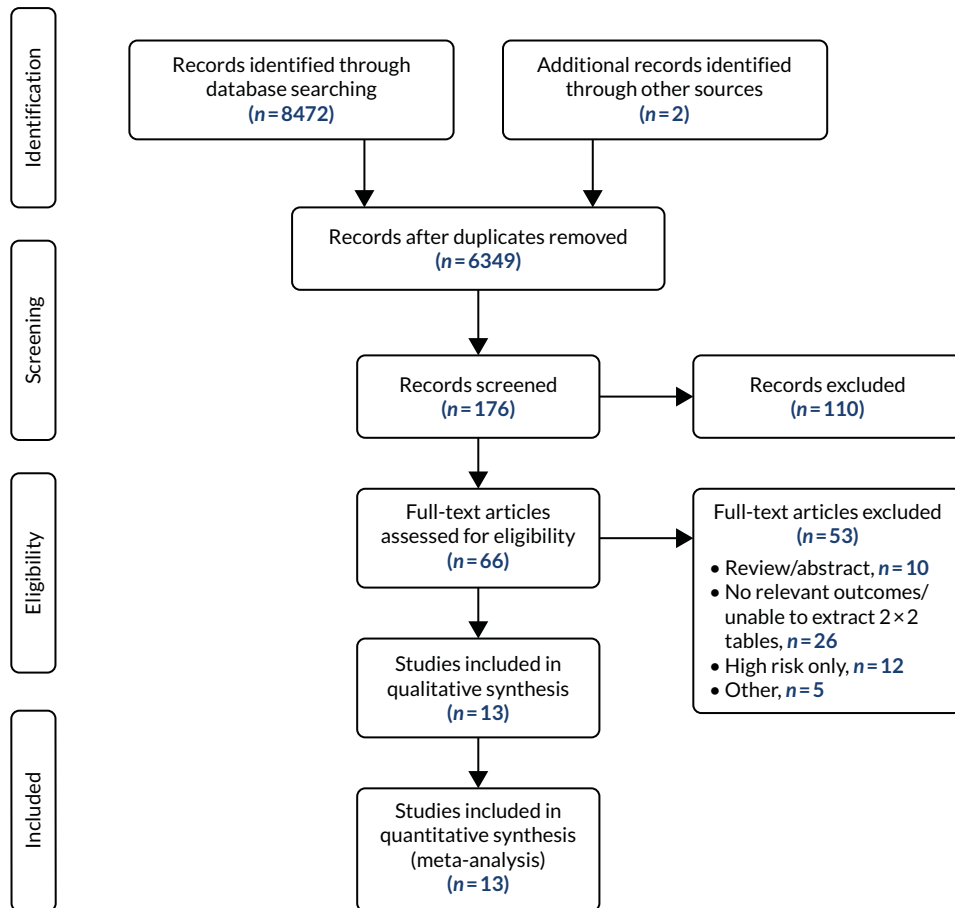 Identification
Records identified through
database searching
(n=8472)
Additional records identified
through other sources
(n=2)
Records after duplicates removed
(n=6349)
Screening
Records screened
(n=176)
Records excluded
(n=110)
Eligibility
Full-text articles
assessed for eligibility
(n=66)
Full-text articles excluded
(n=53)
• Review/abstract, n=10
• No relevant outcomes/
unable to extract 2×2
tables, n=26
• High risk only, n=12
• Other, n=5
Studies included in
qualitative synthesis
(n=13)
Included
Studies included in
quantitative synthesis
(meta-analysis)
(n=13)